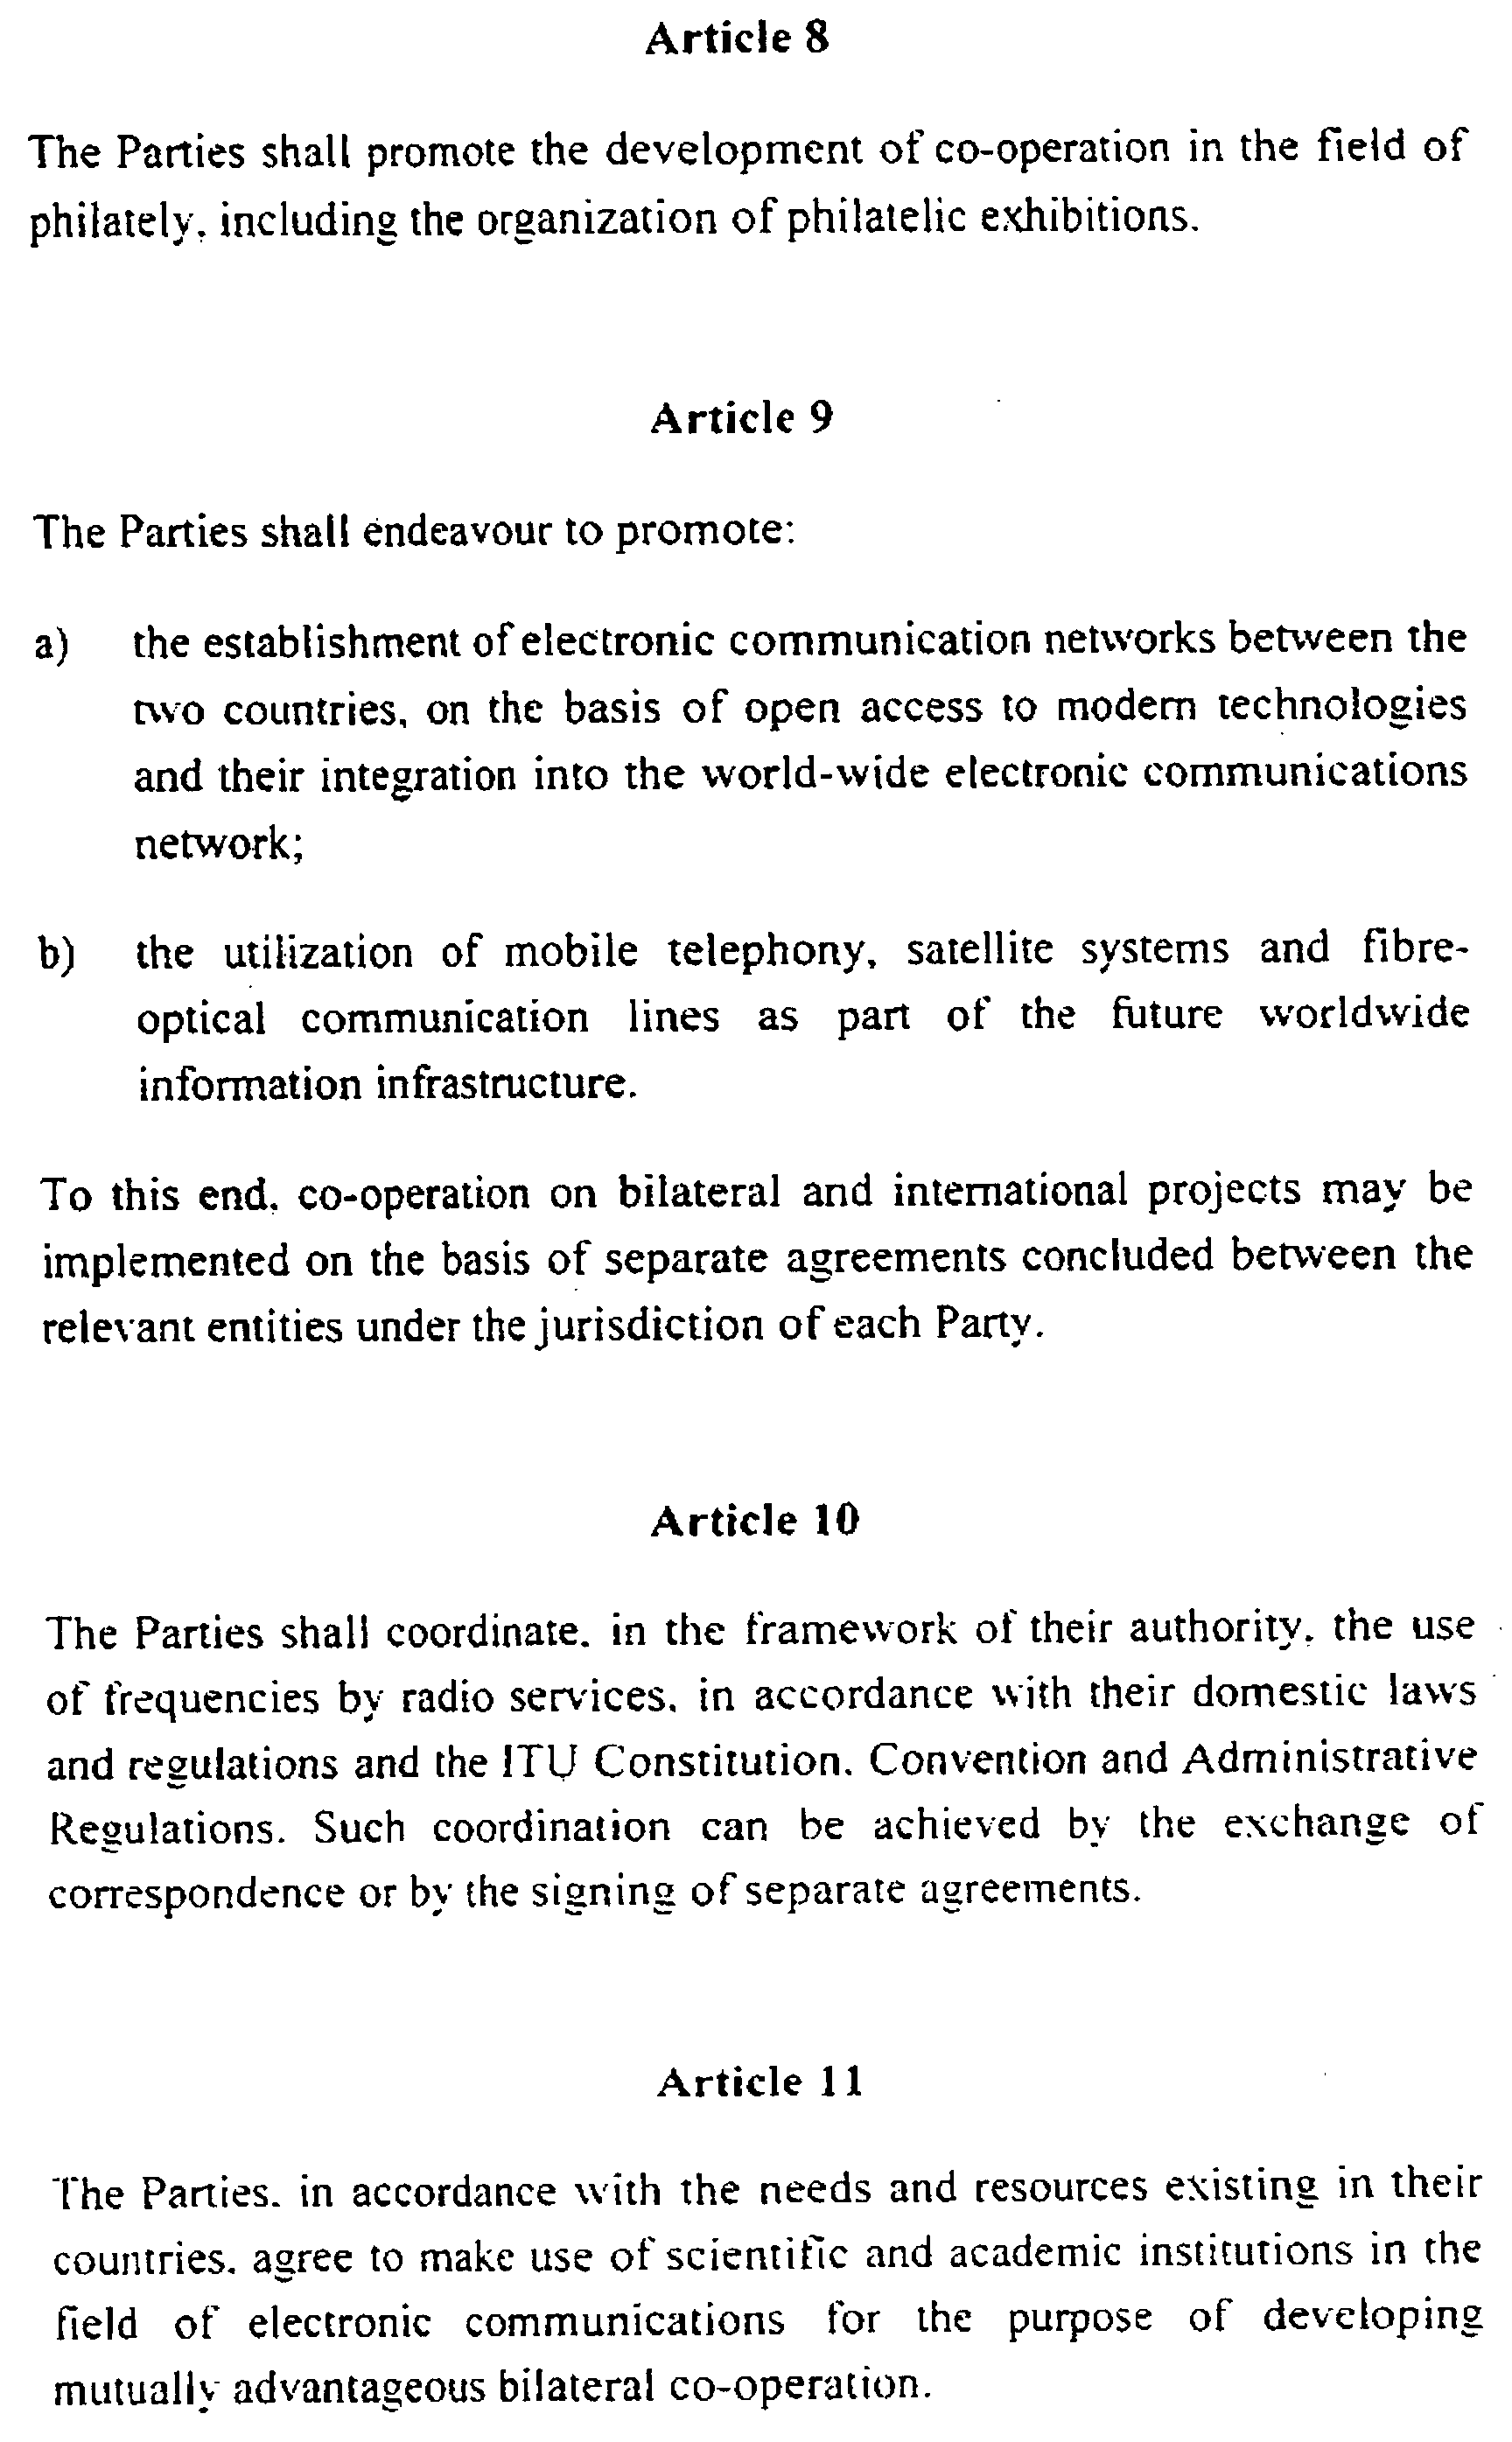 Article 8
The Parties shall promote the development of co-operation in the field of
philately, including the organization of philatelic exhibitions.
Article 9
The Parties shall endeavour to promote:
a) the establishment of electronic communication networks between the
two countries, on the basis of open access to modern technologies
and their integration into the world-wide electronic communications
network;
b) the utilization of mobile telephony, satellite systems and fibre-
optical communication lines as part of the future worldwide
information infrastructure.
To this end, co-operation on bilateral and international projects may be
implemented on the basis of separate agreements concluded between the
relevant entities under the jurisdiction of each Party.
Article 10
The Parties shall coordinate, in the framework of their authority, the use
of frequencies by radio services, in accordance with their domestic laws
and regulations and the ITU Constitution, Convention and Administrative
Regulations. Such coordination can be achieved by the exchange of
correspondence or by the signing of separate agreements.
Article 11
The Parties, in accordance with the needs and resources existing in their
countries, agree to make use of scientific and academic institutions in the
field of electronic communications for the purpose of developing
mutually advantageous bilateral co-operation.